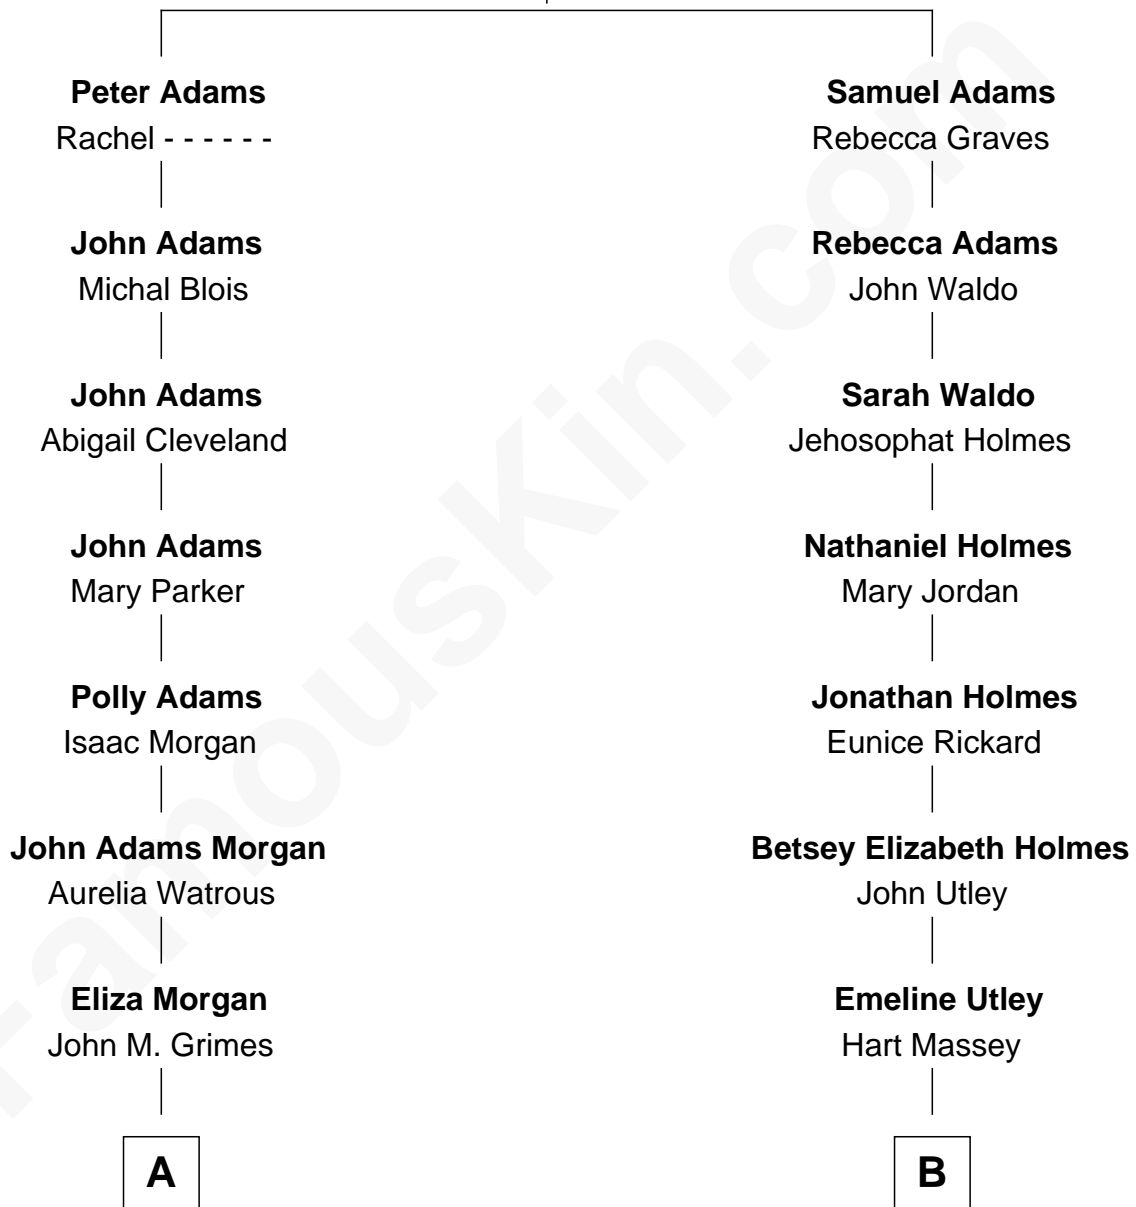 Peter Adams
Rachel - - - - - -
John Adams
Michal Blois
John Adams
Abigail Cleveland
John Adams
Mary Parker
Polly Adams
Isaac Morgan
John Adams Morgan
Aurelia Watrous
Eliza Morgan
John M. Grimes
A
Samuel Adams
Rebecca Graves
Rebecca Adams
John Waldo
Sarah Waldo
Jehosophat Holmes
Nathaniel Holmes
Mary Jordan
Jonathan Holmes
Eunice Rickard
Betsey Elizabeth Holmes
John Utley
Emeline Utley
Hart Massey
B
FamousKin.com